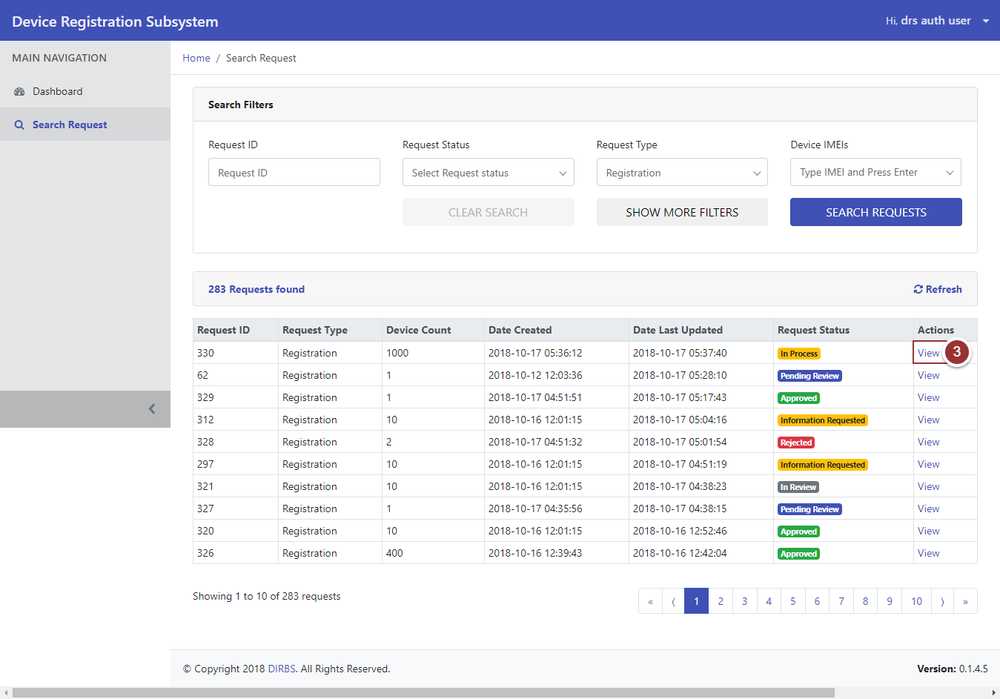 Device Registration Subsystem
Hi, drs auth user
MAIN NAVIGATION
Dashboard
Search Request
Home / Search Request
Search Filters
Request ID Request Status Request Type Device IMEIs
Request ID Select Request status Registration Type IMEI and Press Enter
CLEAR SEARCH SHOW MORE FILTERS SEARCH REQUESTS
283 Requests found Refresh
Request ID Request Type Device Count Date Created Date Last Updated Request Status Actions
330 Registration 1000 2018-10-17 05:36:12 2018-10-17 05:37:40 In Process View 3
62 Registration 1 2018-10-12 12:03:36 2018-10-17 05:28:10 Pending Review View
329 Registration 1 2018-10-17 04:51:51 2018-10-17 05:17:43 Approved View
312 Registration 10 2018-10-16 12:01:15 2018-10-17 05:04:16 Information Requested View
328 Registration 2 2018-10-17 04:51:32 2018-10-17 05:01:54 Rejected View
297 Registration 10 2018-10-16 12:01:15 2018-10-17 04:51:19 Information Requested View
321 Registration 10 2018-10-16 12:01:15 2018-10-17 04:38:23 In Review View
327 Registration 1 2018-10-17 04:35:56 2018-10-17 04:38:15 Pending Review View
320 Registration 10 2018-10-16 12:01:15 2018-10-16 12:52:46 Approved View
326 Registration 400 2018-10-16 12:39:43 2018-10-16 12:42:04 Approved View
Showing 1 to 10 of 283 requests
« ⟨ 1 2 3 4 5 6 7 8 9 10 ⟩ »
© Copyright 2018 DIRBS. All Rights Reserved.
Version: 0.1.4.5